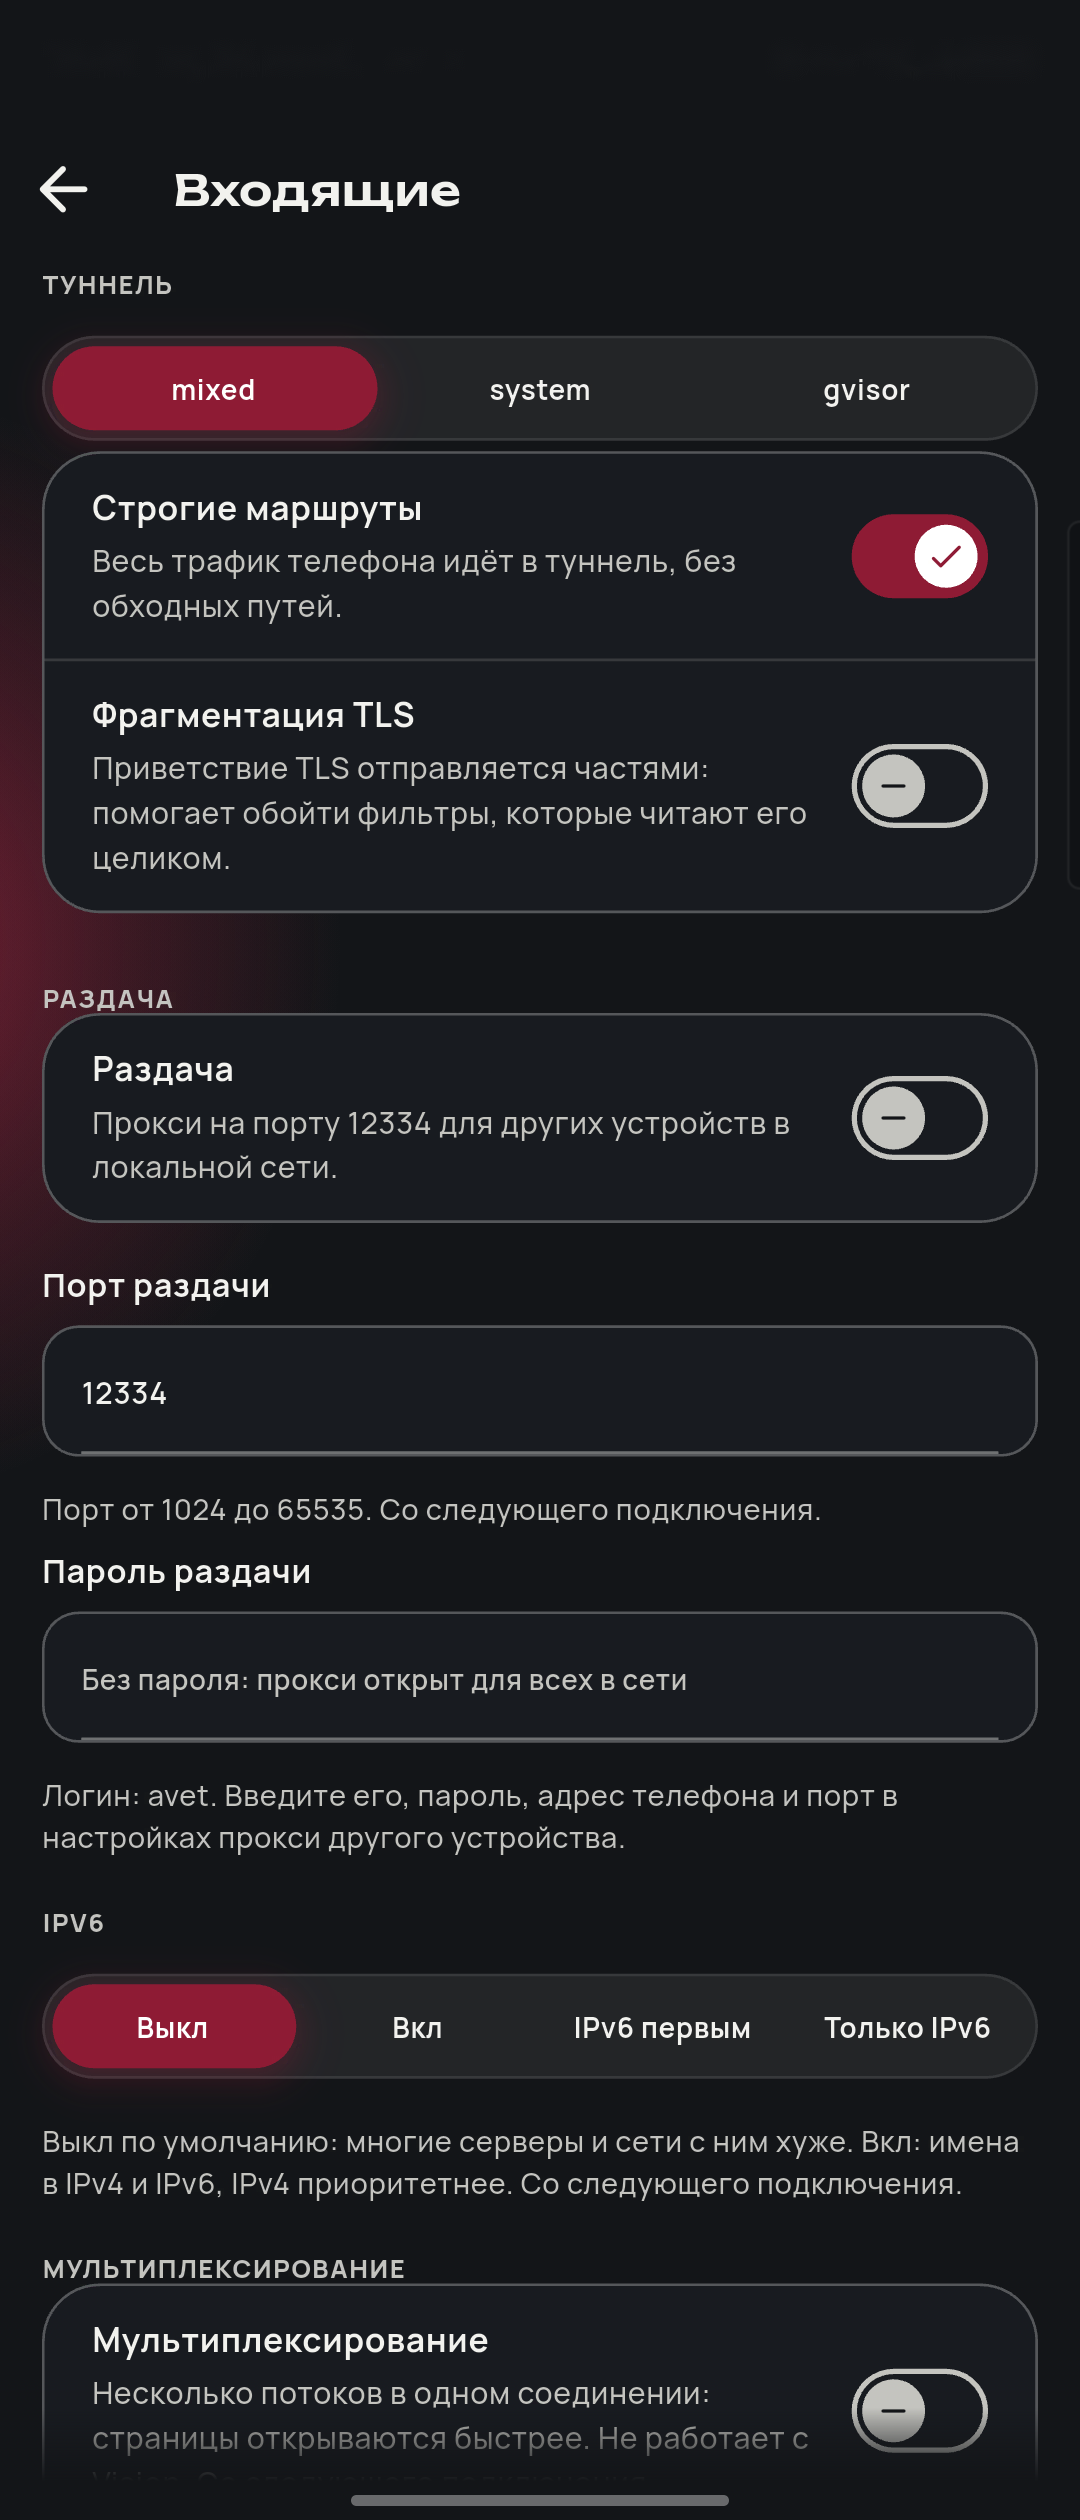 Входящие
ТУННЕЛЬ
mixed system gvisor
Строгие маршруты
Весь трафик телефона идёт в туннель, без
обходных путей.
Фрагментация TLS
Приветствие TLS отправляется частями:
помогает обойти фильтры, которые читают его
целиком.
РАЗДАЧА
Раздача
Прокси на порту 12334 для других устройств в
локальной сети.
Порт раздачи
12334
Порт от 1024 до 65535. Со следующего подключения.
Пароль раздачи
Без пароля: прокси открыт для всех в сети
Логин: avet. Введите его, пароль, адрес телефона и порт в
настройках прокси другого устройства.
IPV6
Выкл Вкл IPv6 первым Только IPv6
Выкл по умолчанию: многие серверы и сети с ним хуже. Вкл: имена
в IPv4 и IPv6, IPv4 приоритетнее. Со следующего подключения.
МУЛЬТИПЛЕКСИРОВАНИЕ
Мультиплексирование
Несколько потоков в одном соединении:
страницы открываются быстрее. Не работает с